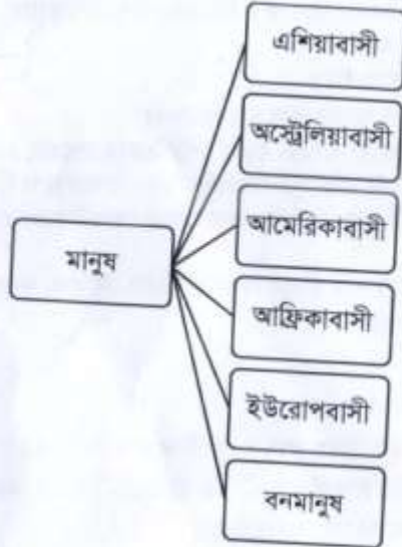 এশিয়াবাসী
অস্ট্রেলিয়াবাসী
আমেরিকাবাসী
মানুষ
আফ্রিকাবাসী
ইউরোপবাসী
বনমানুষ